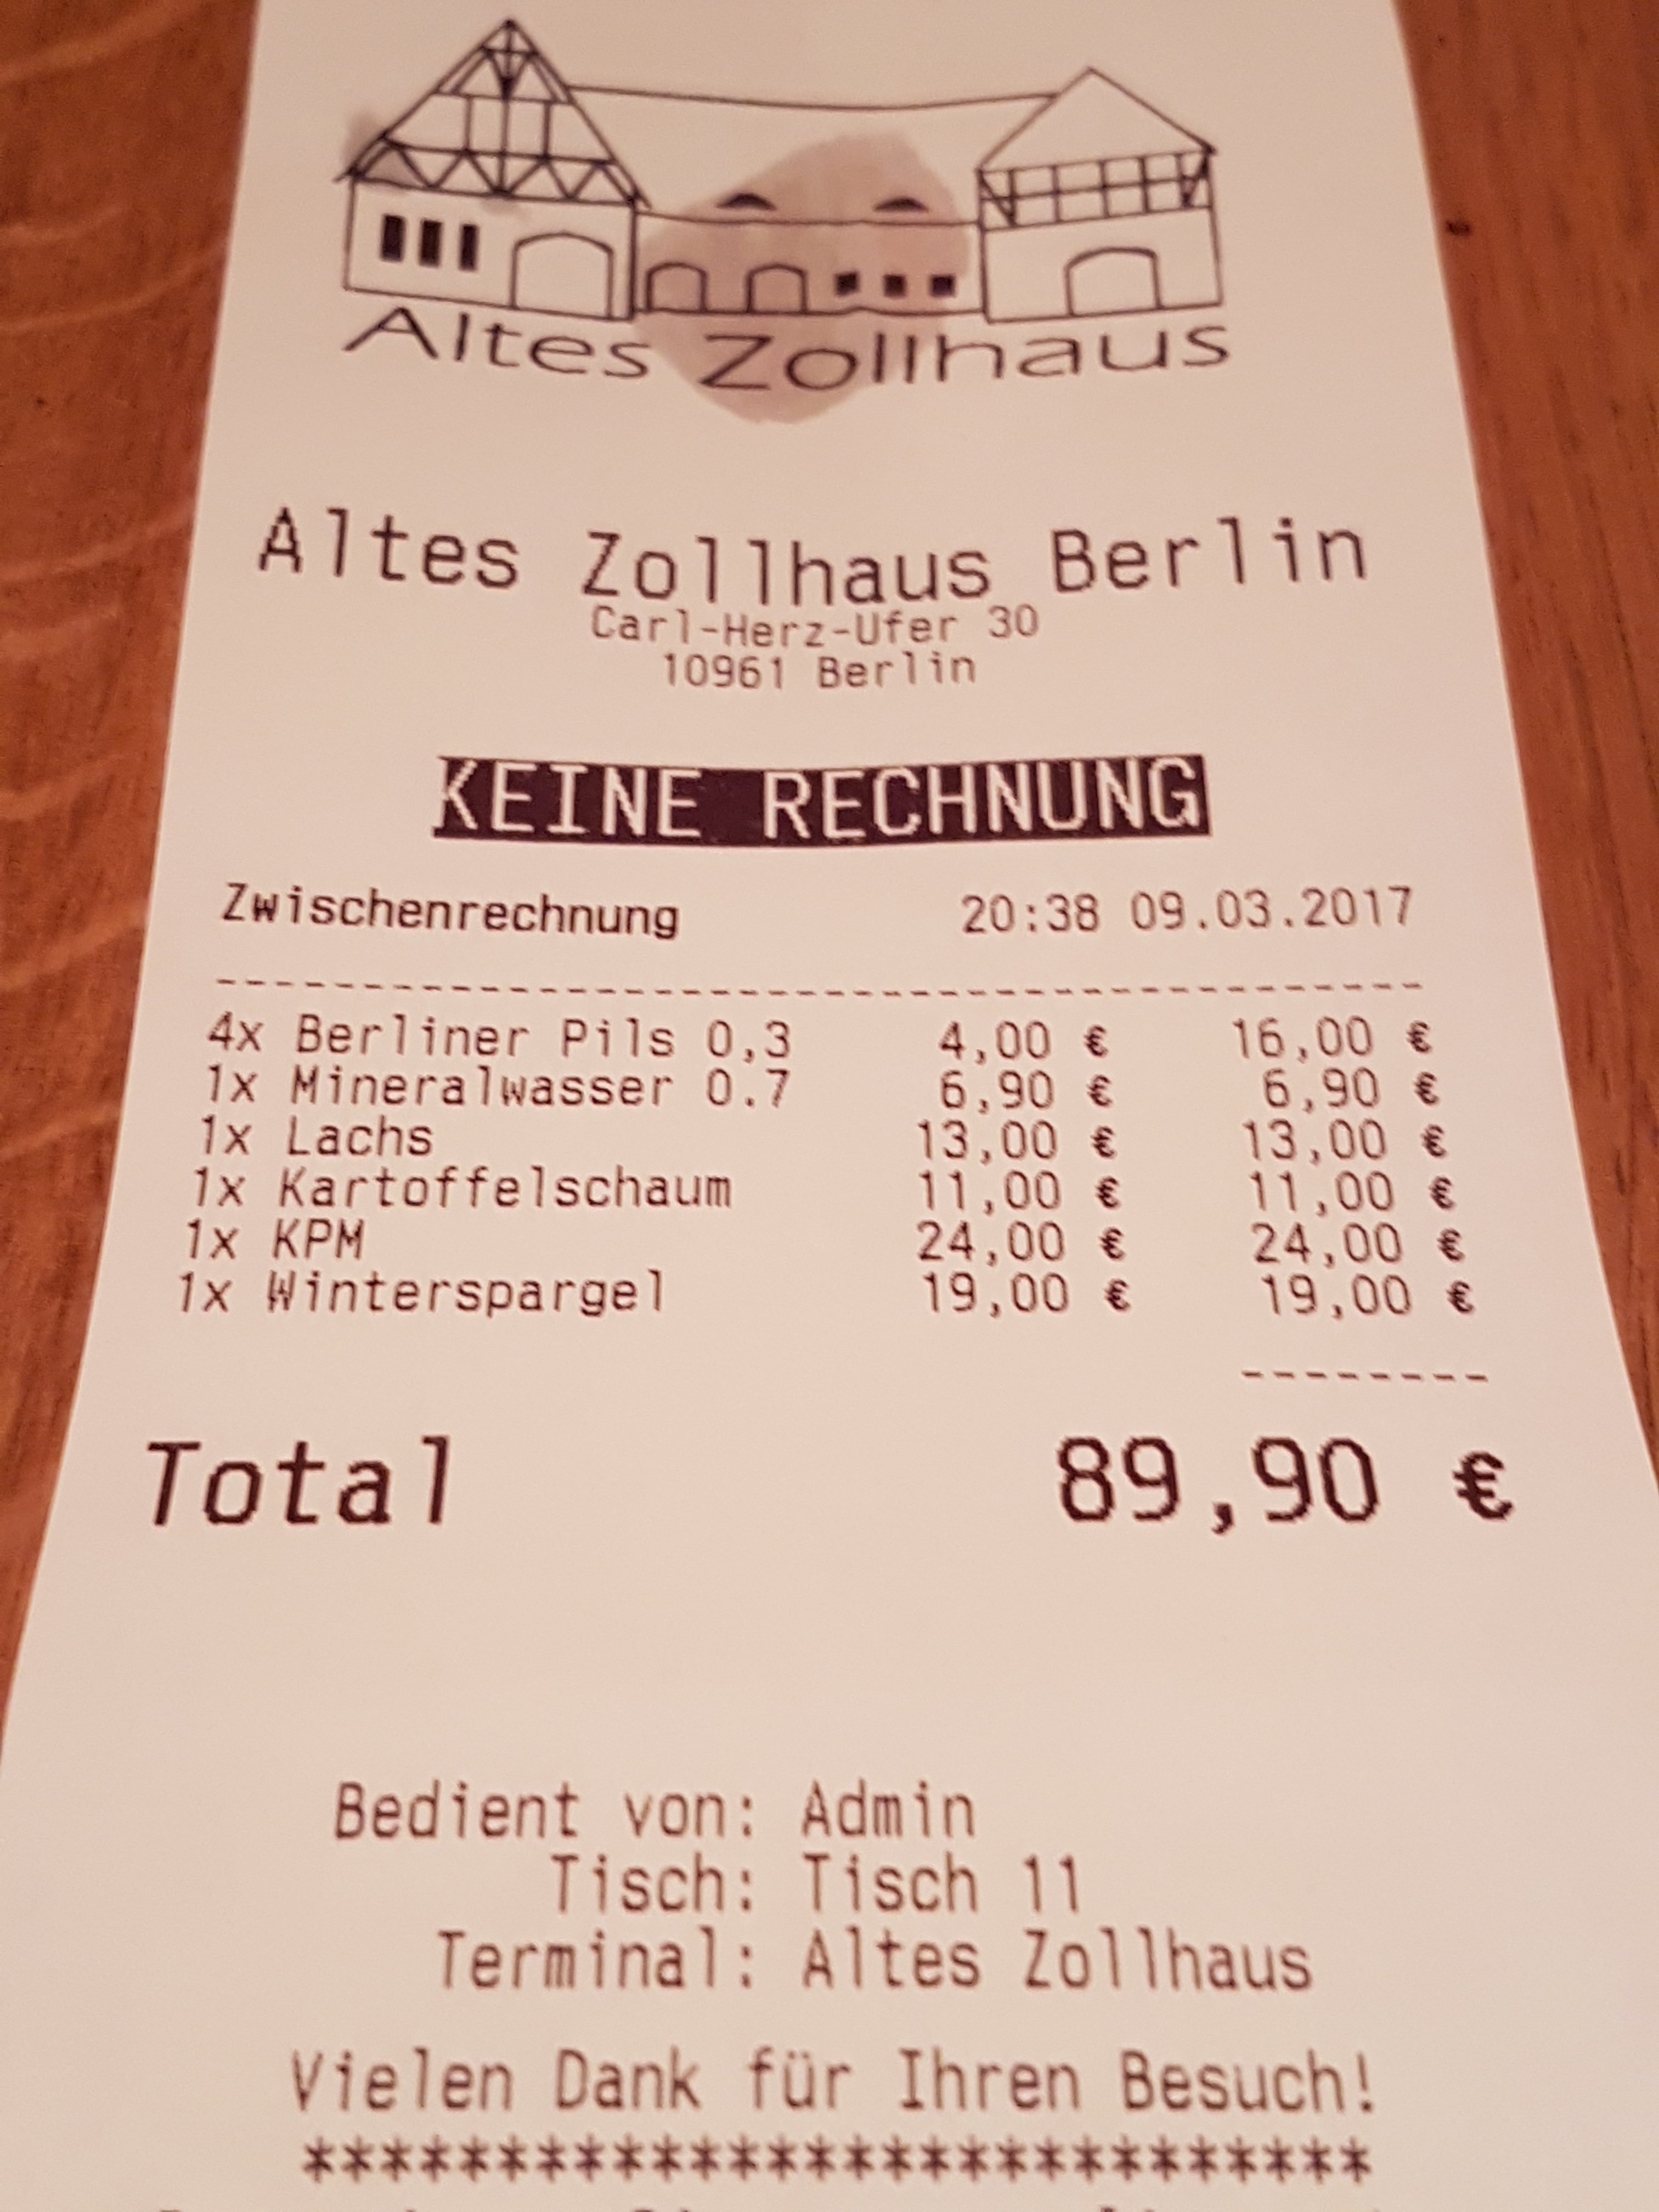 Altes Zollhaus
Altes Zollhaus Berlin
Carl-Herz-Ufer 30
10961 Berlin
KEINE RECHNUNG
Zwischenrechnung 20:38 09.03.2017
4x Berliner Pils 0,3 4,00 € 16,00 €
1x Mineralwasser 0.7 6,90 € 6,90 €
1x Lachs 13,00 € 13,00 €
1x Kartoffelschaum 11,00 € 11,00 €
1x KPM 24,00 € 24,00 €
1x Winterspargel 19,00 € 19,00 €
Total 89,90 €
Bedient von: Admin
Tisch: Tisch 11
Terminal: Altes Zollhaus
Vielen Dank für Ihren Besuch!
****************************